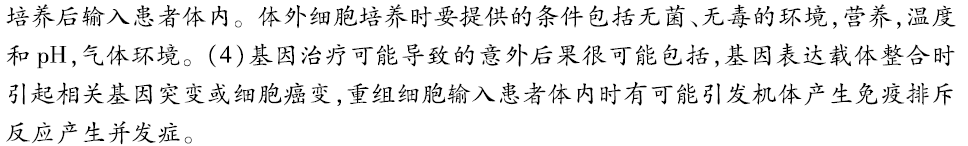 培养后输入患者体内。体外细胞培养时要提供的条件包括无菌、无毒的环境,营养,温度
和 pH,气体环境。(4)基因治疗可能导致的意外后果很可能包括,基因表达载体整合时
引起相关基因突变或细胞癌变,重组细胞输入患者体内时有可能引发机体产生免疫排斥
反应产生并发症。